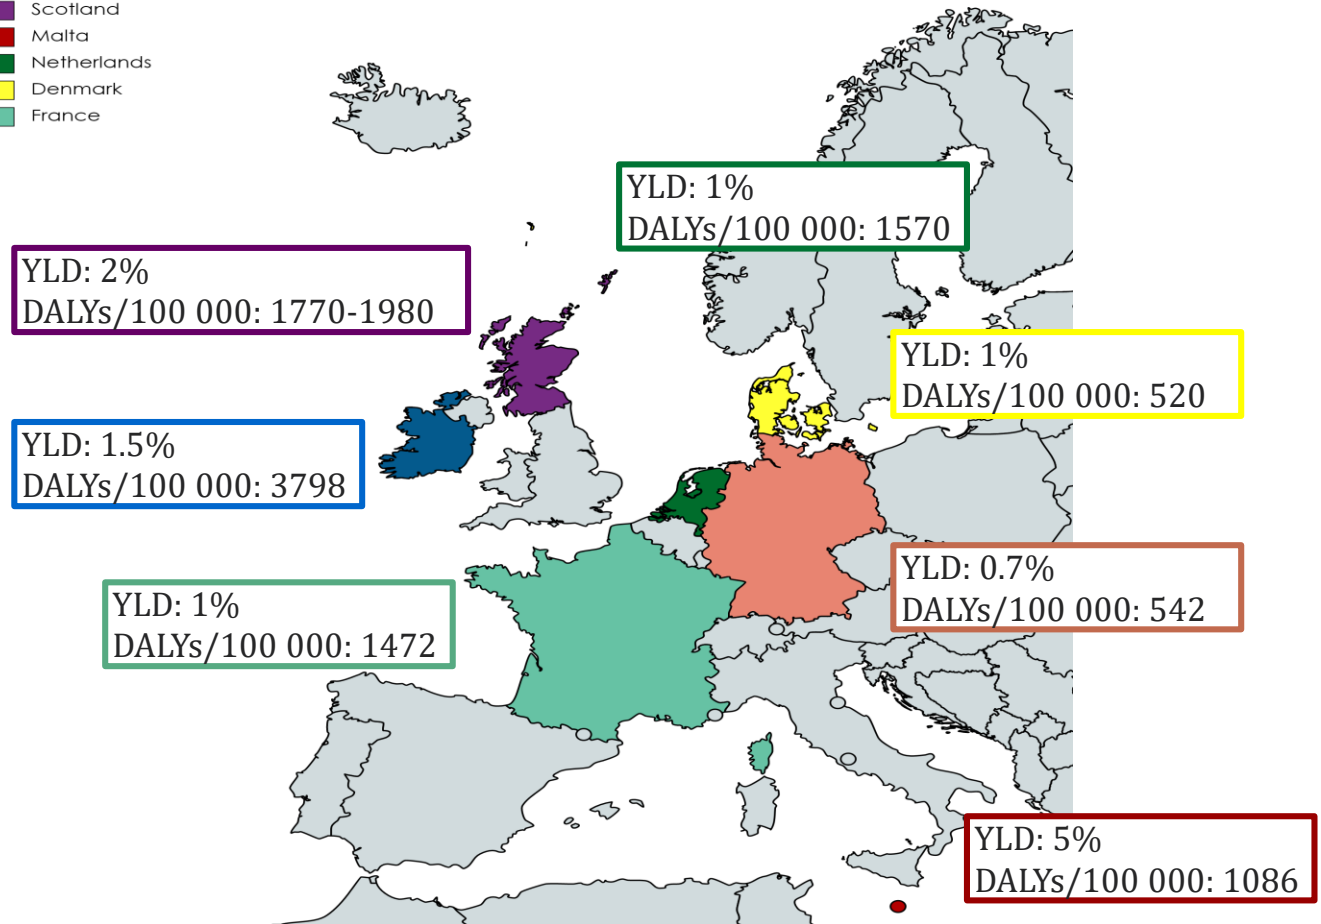 Scotland
Malta
Netherlands
Denmark
France
YLD: 1%
DALYs/100 000: 1570
YLD: 2%
DALYs/100 000: 1770-1980
YLD: 1%
DALYs/100 000: 520
YLD: 1.5%
DALYs/100 000: 3798
YLD: 0.7%
DALYs/100 000: 542
YLD: 1%
DALYs/100 000: 1472
YLD: 5%
DALYs/100 000: 1086